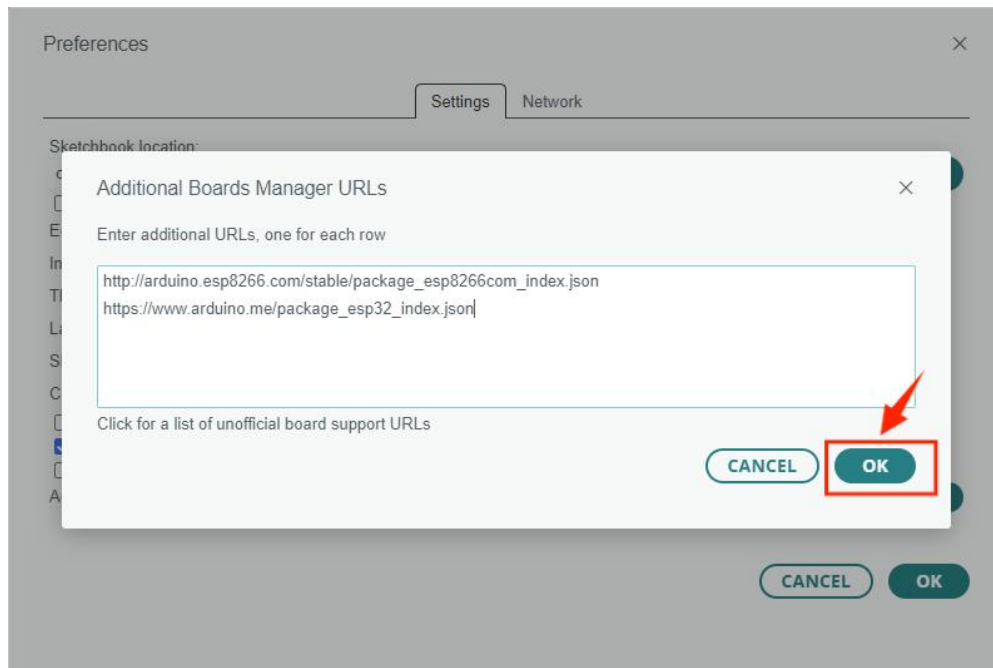 Preferences
Settings
Network
Sketchbook location:
Additional Boards Manager URLs
Enter additional URLs, one for each row
http://arduino.esp8266.com/stable/package_esp8266com_index.json
https://www.arduino.me/package_esp32_index.json
Click for a list of unofficial board support URLs
CANCEL
OK
CANCEL
OK